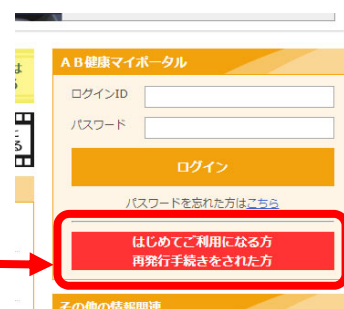 AB健康マイポータル
ログインID
パスワード
ログイン
パスワードを忘れた方はこちら
はじめてご利用になる方
再発行手続きをされた方
その他の情報関連